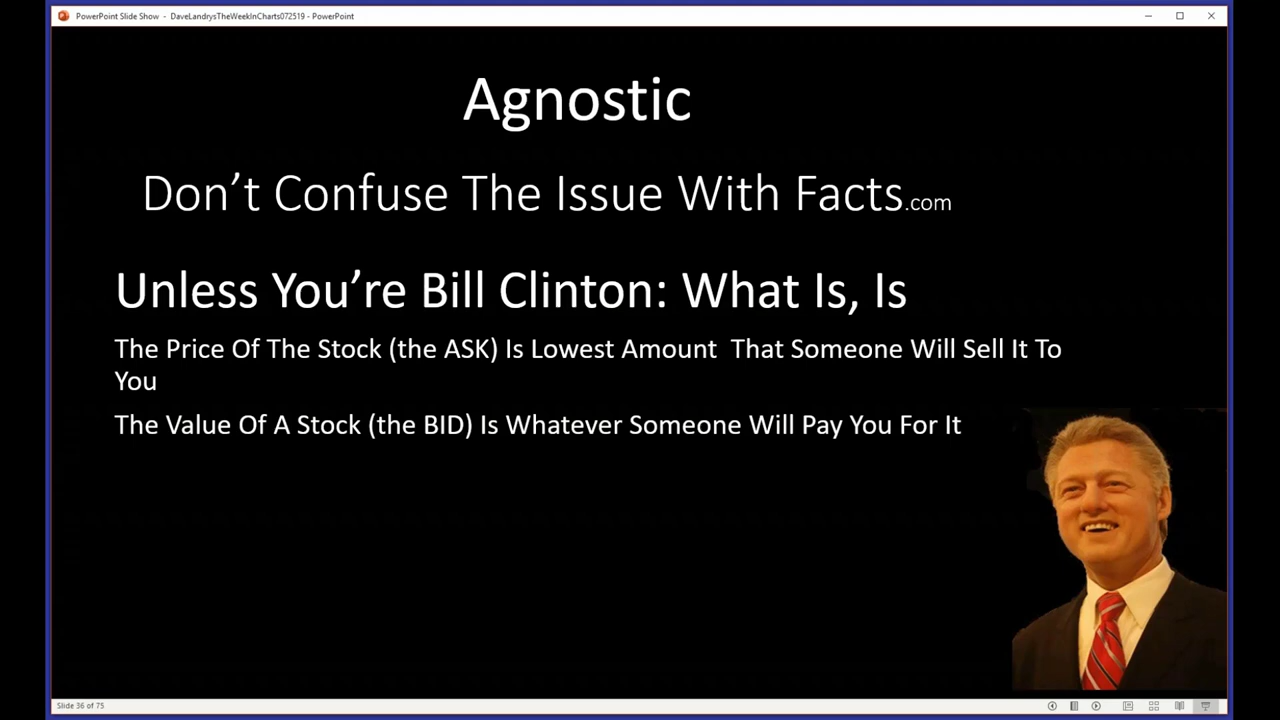 PowerPoint Slide Show - DaveLandrysTheWeekInCharts072519 - PowerPoint
Agnostic
Don’t Confuse The Issue With Facts.com
Unless You’re Bill Clinton: What Is, Is
The Price Of The Stock (the ASK) Is Lowest Amount  That Someone Will Sell It To
You
The Value Of A Stock (the BID) Is Whatever Someone Will Pay You For It
Slide 36 of 75